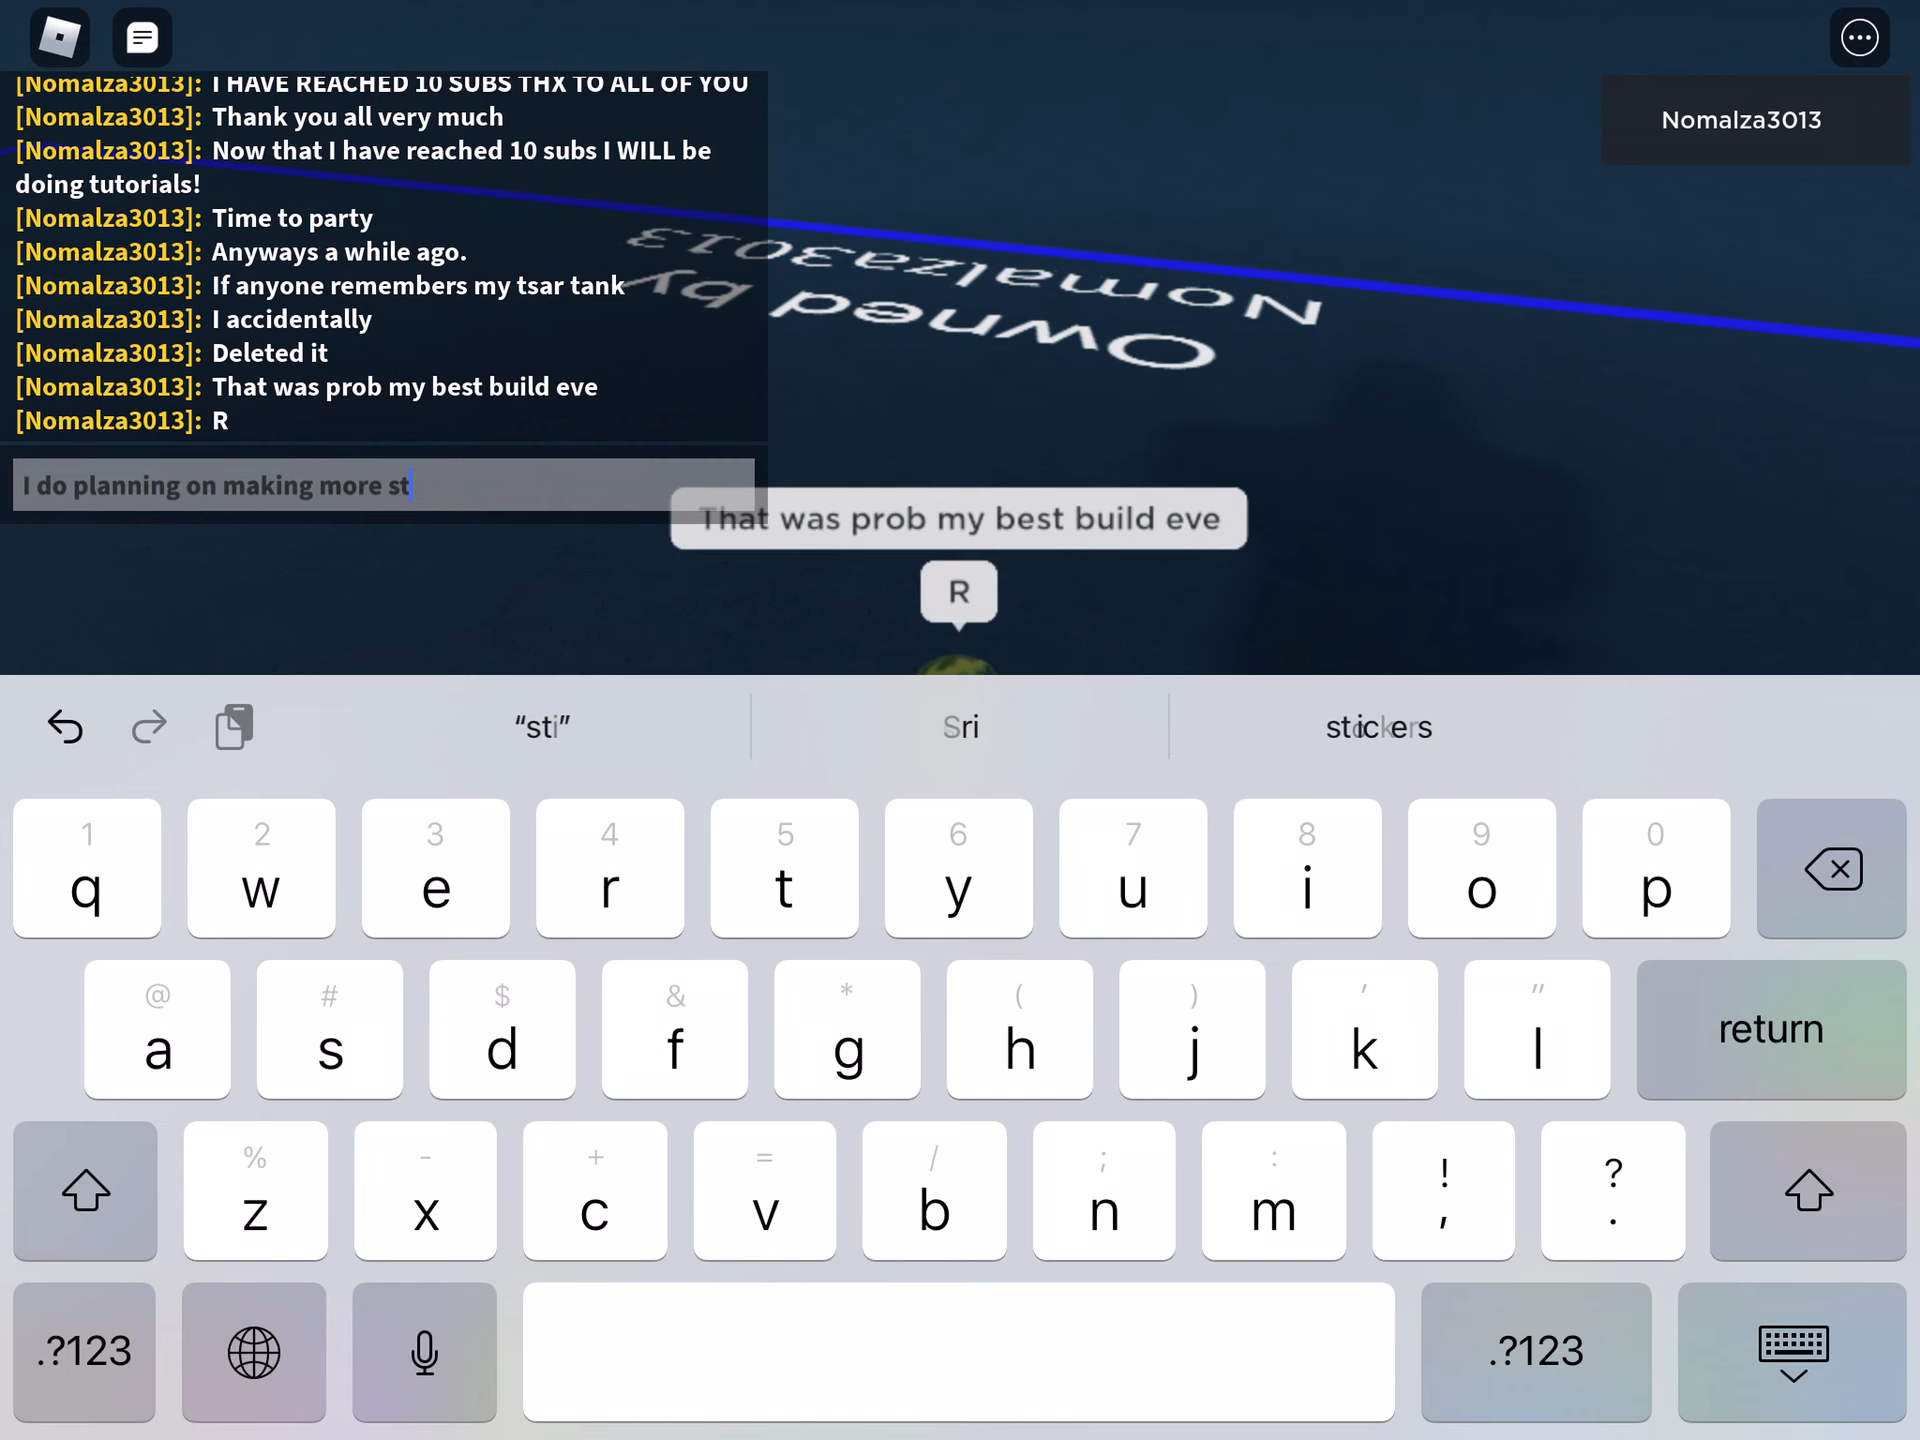 [Nomalza3013]: I HAVE REACHED 10 SUBS THX TO ALL OF YOU
[Nomalza3013]: Thank you all very much
[Nomalza3013]: Now that I have reached 10 subs I WILL be
doing tutorials!
[Nomalza3013]: Time to party
[Nomalza3013]: Anyways a while ago.
[Nomalza3013]: If anyone remembers my tsar tank
[Nomalza3013]: I accidentally
[Nomalza3013]: Deleted it
[Nomalza3013]: That was prob my best build eve
[Nomalza3013]: R
I do planning on making more st
Nomalza3013
Owned by
Nomalza3013
That was prob my best build eve
R
“sti” Sri
1 2 3 4 5 6 7 8 9 0
q w e r t y u i o p
@ # $ & * ( ) ' "
a s d f g h j k l return
% - + = / ; : ! ?
z x c v b n m , .
.?123 .?123